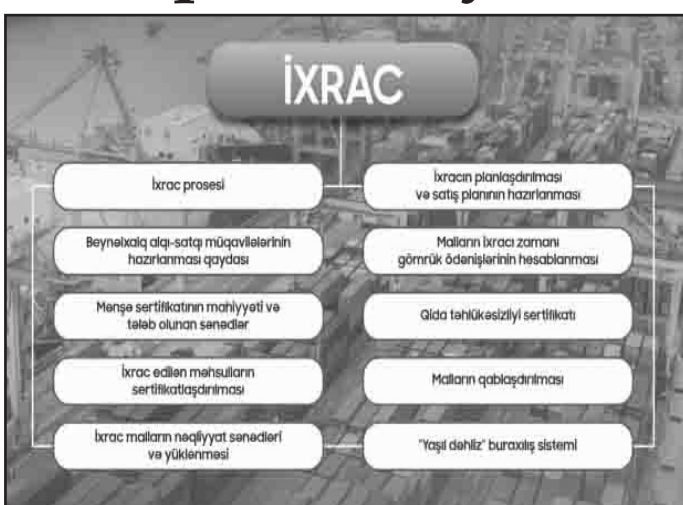 İXRAC
İxrac prosesi
Beynəlxalq alqı-satqı müqavilələrinin
hazırlanması qaydası
Mənşə sertifikatının mahiyyəti və
tələb olunan sənədlər
İxrac edilən məhsulların
sertifikatlaşdırılması
İxrac malların nəqliyyat sənədləri
və yüklənməsi
İxracın planlaşdırılması
və satış planının hazırlanması
Malların ixracı zamanı
gömrük ödənişlərinin hesablanması
Qida təhlükəsizliyi sertifikatı
Malların qablaşdırılması
"Yaşıl dəhliz" buraxılış sistemi